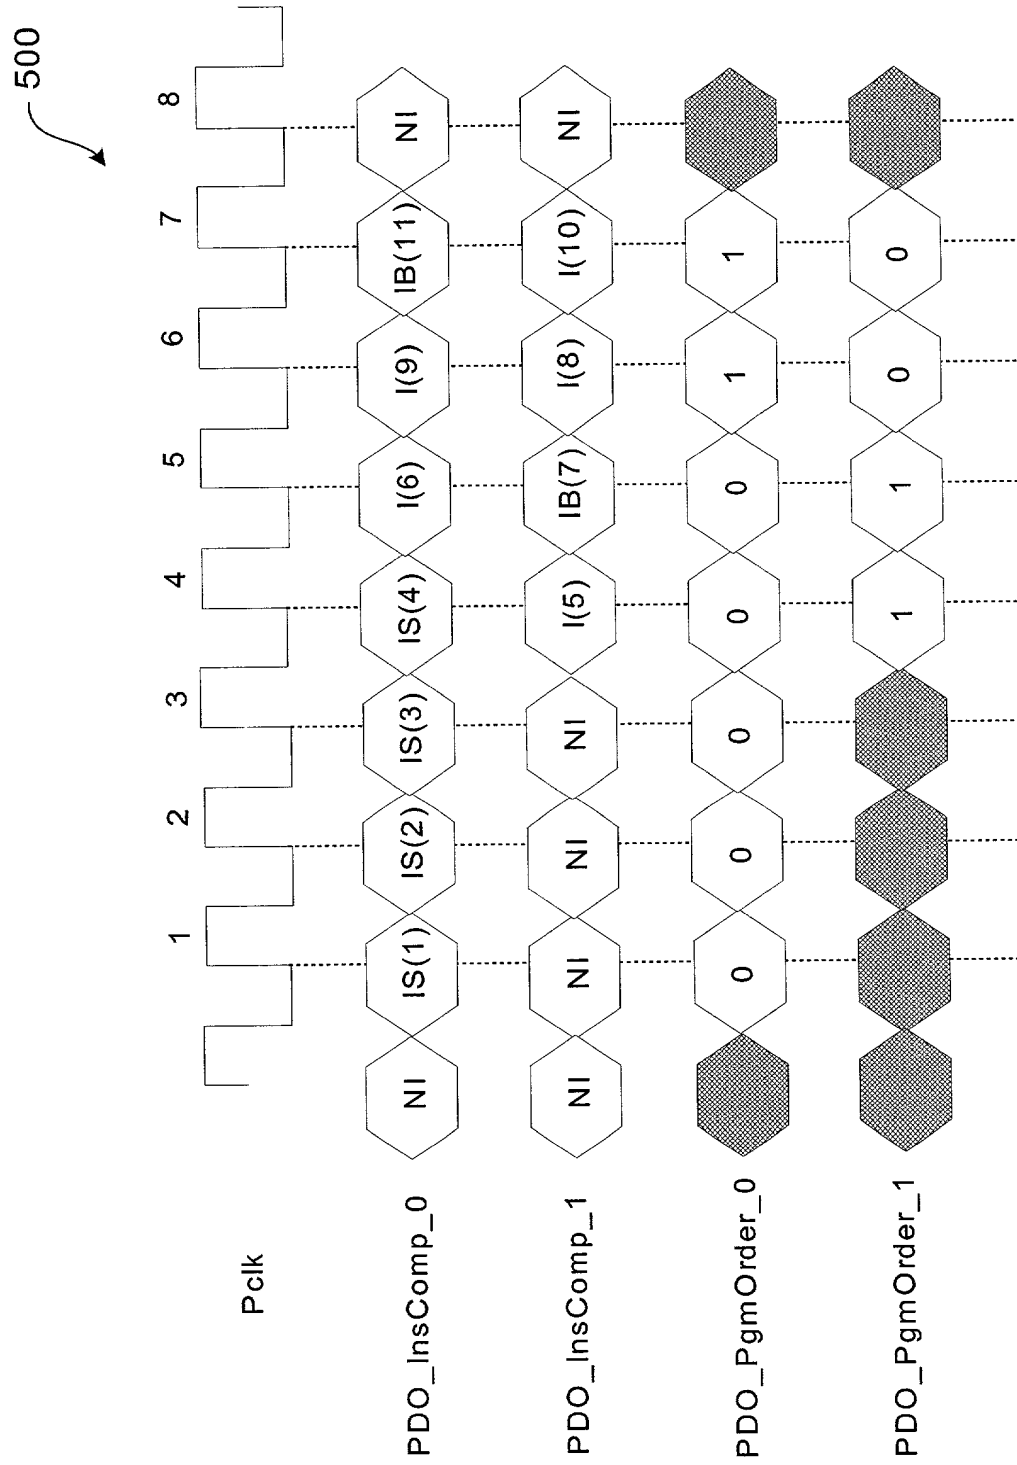 500
1 2 3 4 5 6 7 8
Pclk
PDO_InsComp_0 NI IS(1) IS(2) IS(3) IS(4) I(6) I(9) IB(11) NI
PDO_InsComp_1 NI NI NI NI I(5) IB(7) I(8) I(10) NI
PDO_PgmOrder_0 0 0 0 0 0 1 1
PDO_PgmOrder_1 1 1 0 0